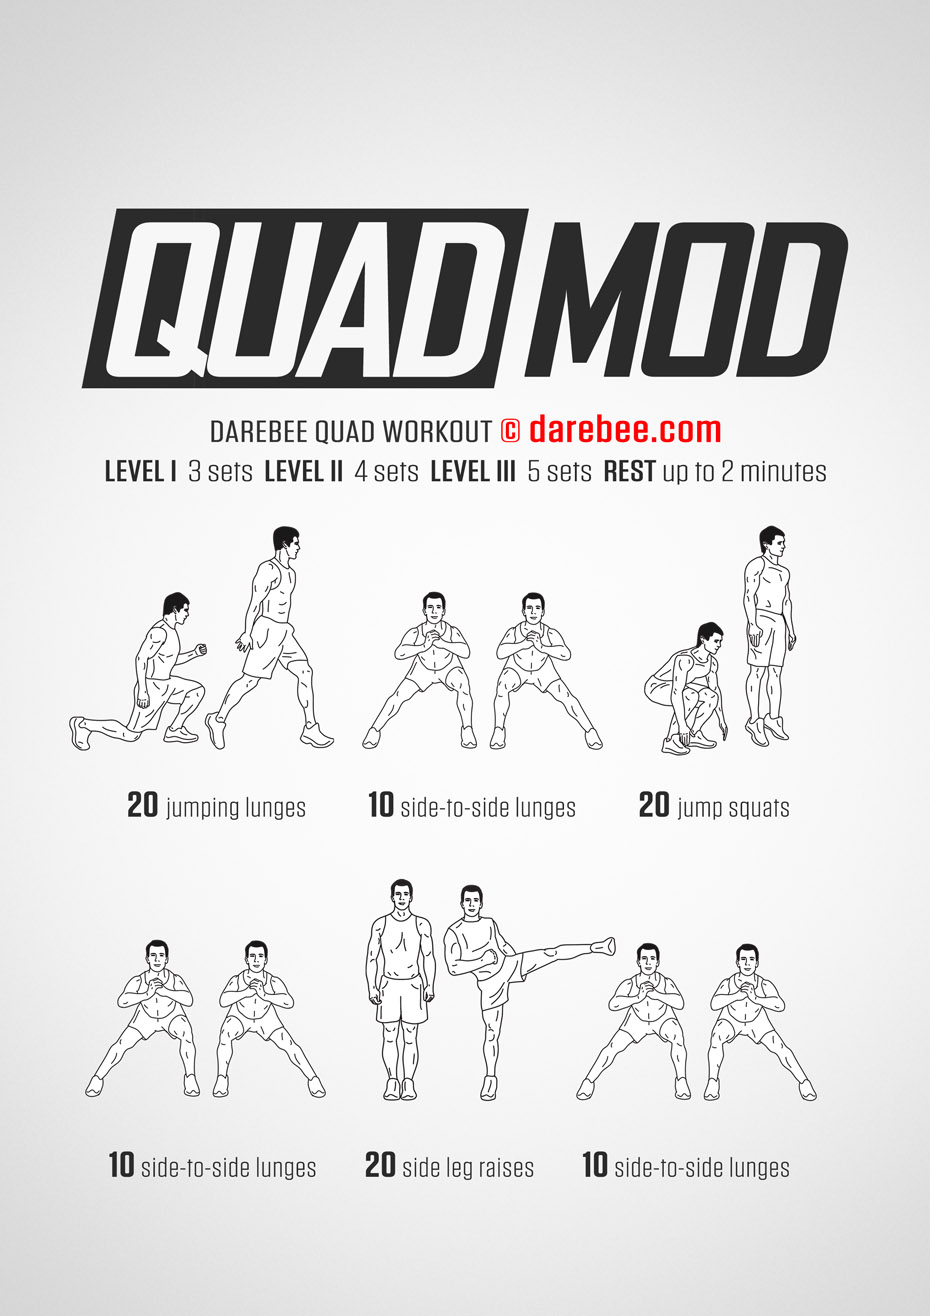 QUAD MOD
DAREBEE QUAD WORKOUT © darebee.com
LEVEL I 3 sets LEVEL II 4 sets LEVEL III 5 sets REST up to 2 minutes
20 jumping lunges
10 side-to-side lunges
20 jump squats
10 side-to-side lunges
20 side leg raises
10 side-to-side lunges